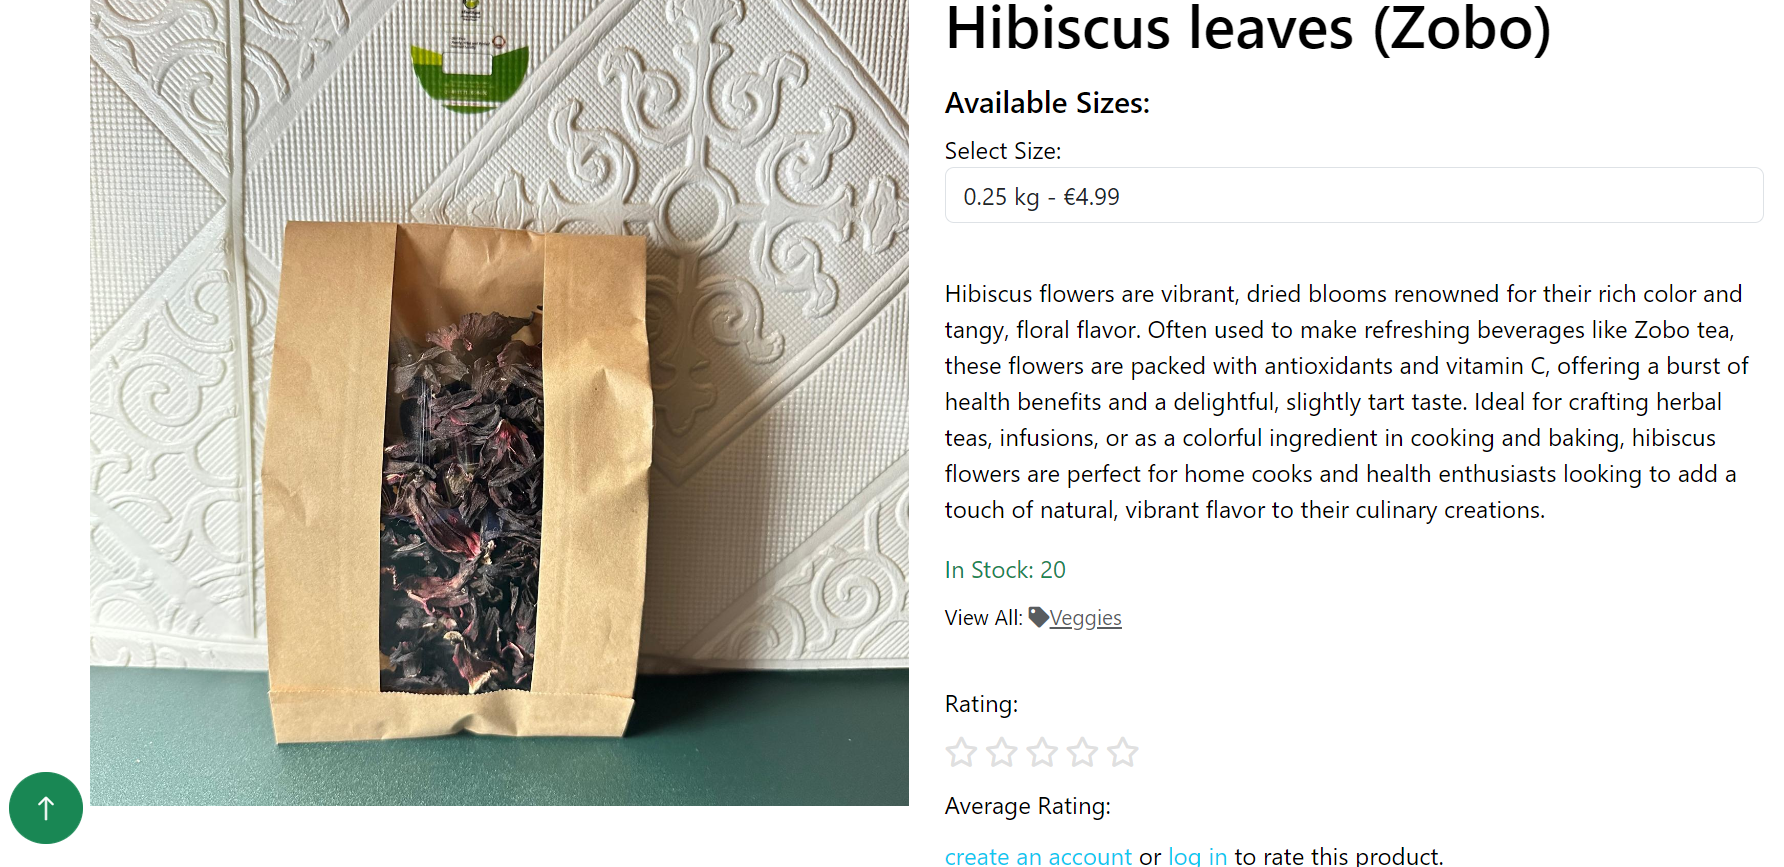 Hibiscus leaves (Zobo)
Available Sizes:
Select Size:
0.25 kg - €4.99
Hibiscus flowers are vibrant, dried blooms renowned for their rich color and
tangy, floral flavor. Often used to make refreshing beverages like Zobo tea,
these flowers are packed with antioxidants and vitamin C, offering a burst of
health benefits and a delightful, slightly tart taste. Ideal for crafting herbal
teas, infusions, or as a colorful ingredient in cooking and baking, hibiscus
flowers are perfect for home cooks and health enthusiasts looking to add a
touch of natural, vibrant flavor to their culinary creations.
In Stock: 20
View All: Veggies
Rating:
Average Rating:
create an account or log in to rate this product.